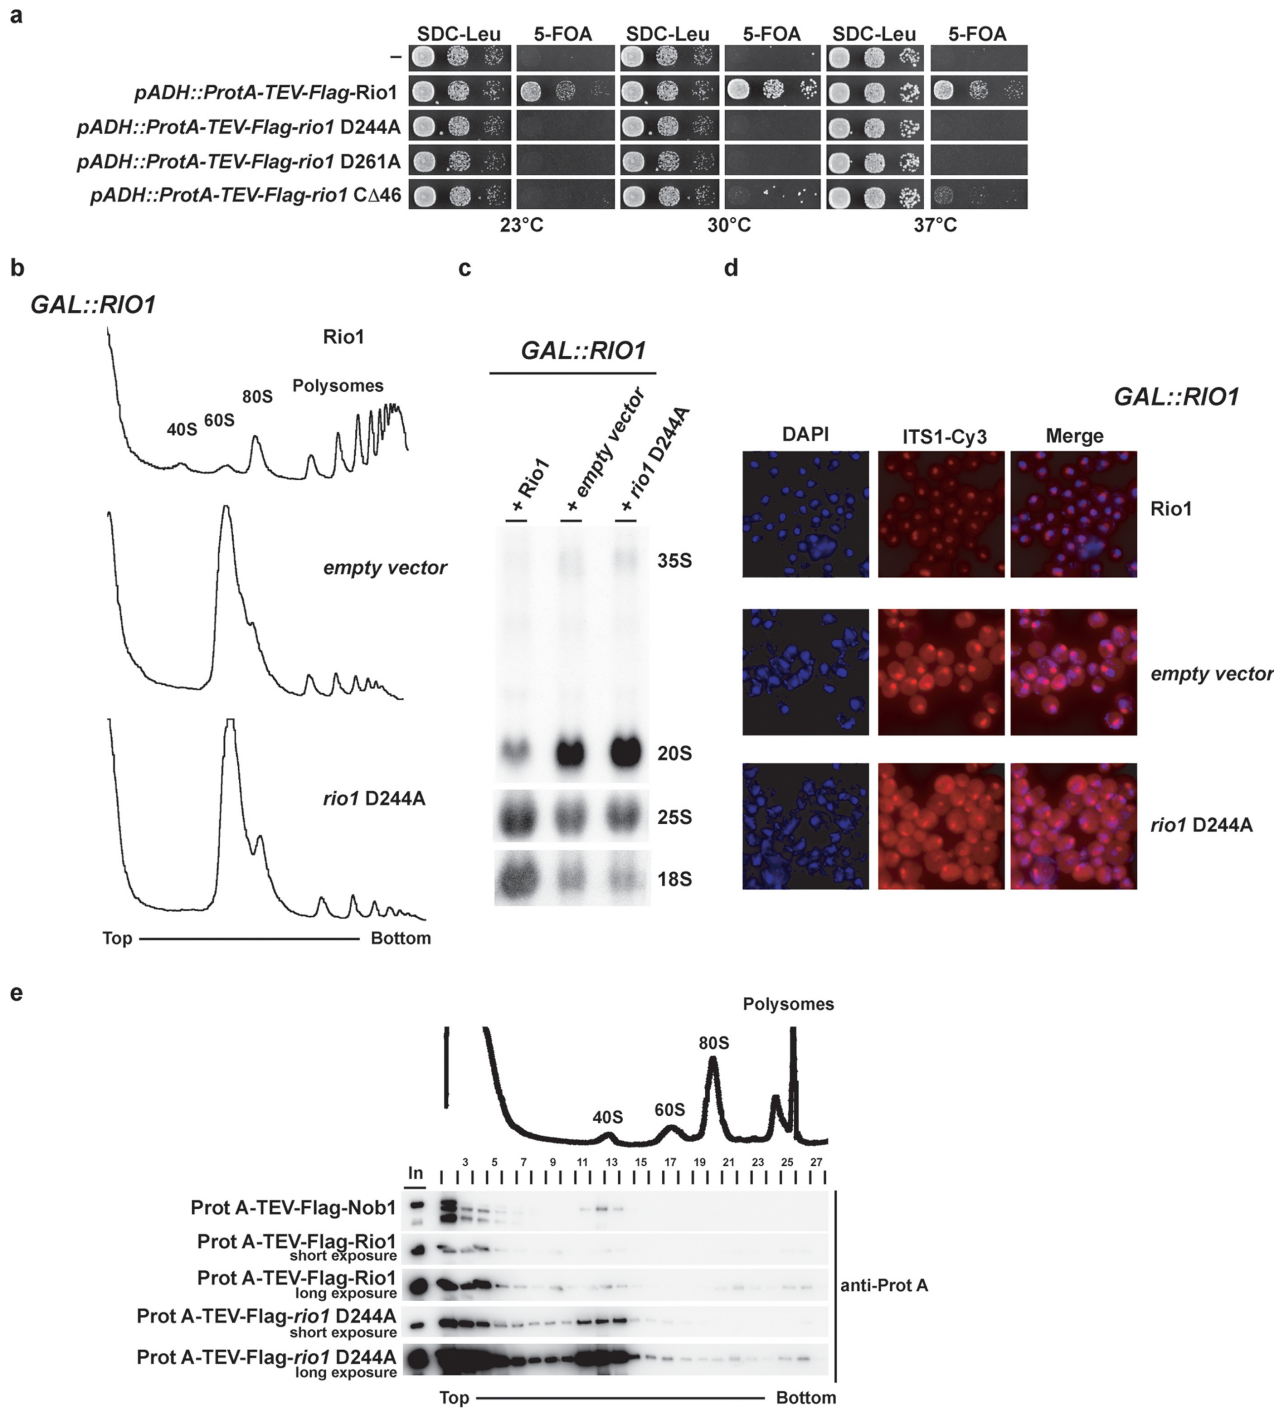 a
SDC-Leu 5-FOA SDC-Leu 5-FOA SDC-Leu 5-FOA
–
pADH::ProtA-TEV-Flag-Rio1
pADH::ProtA-TEV-Flag-rio1 D244A
pADH::ProtA-TEV-Flag-rio1 D261A
pADH::ProtA-TEV-Flag-rio1 CΔ46
23°C 30°C 37°C
b
GAL::RIO1
Rio1
40S 60S 80S Polysomes
empty vector
rio1 D244A
Top Bottom
c
GAL::RIO1
+ Rio1
+ empty vector
+ rio1 D244A
35S
20S
25S
18S
d
GAL::RIO1
DAPI ITS1-Cy3 Merge
Rio1
empty vector
rio1 D244A
e
Polysomes
80S
40S 60S
In 3 5 7 9 11 13 15 17 19 21 23 25 27
Prot A-TEV-Flag-Nob1
Prot A-TEV-Flag-Rio1
short exposure
Prot A-TEV-Flag-Rio1
long exposure
Prot A-TEV-Flag-rio1 D244A
short exposure
Prot A-TEV-Flag-rio1 D244A
long exposure
anti-Prot A
Top Bottom